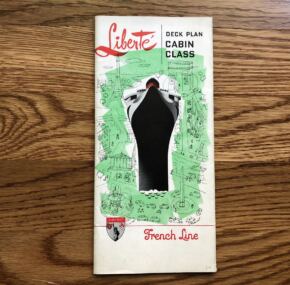 Liberté
DECK PLAN
CABIN
CLASS
French Line